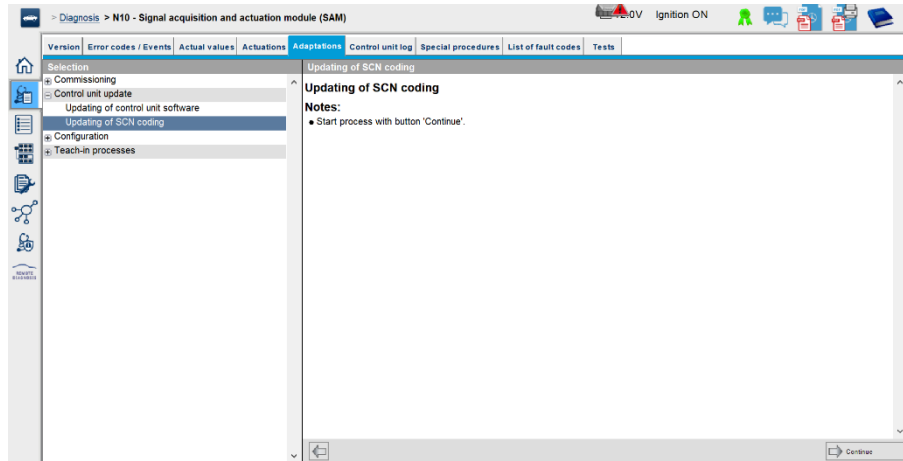 > Diagnosis > N10 - Signal acquisition and actuation module (SAM)
Ignition ON
Version Error codes / Events Actual values Actuations Adaptations Control unit log Special procedures List of fault codes Tests
Selection
Updating of SCN coding
Commissioning
Control unit update
Updating of control unit software
Updating of SCN coding
Configuration
Teach-in processes
Updating of SCN coding
Notes:
• Start process with button 'Continue'.
REMOTE
DIAGNOSIS
Continue